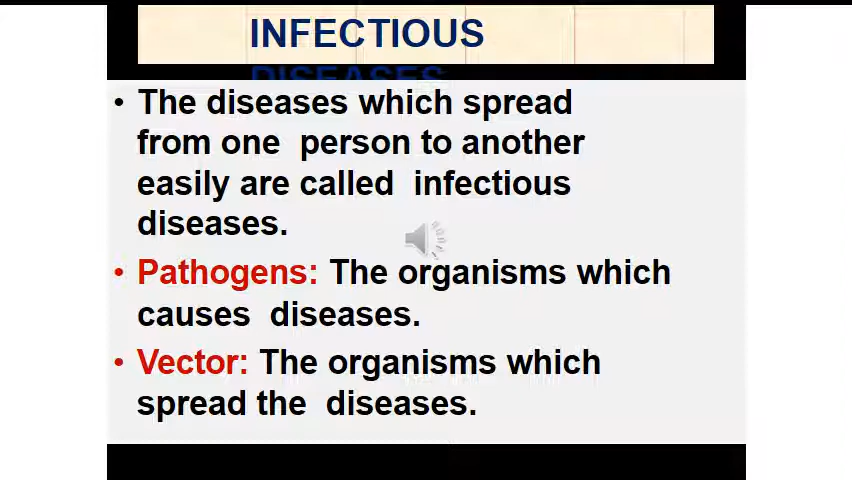 INFECTIOUS
DISEASES
• The diseases which spread
from one person to another
easily are called infectious
diseases.
• Pathogens: The organisms which
causes diseases.
• Vector: The organisms which
spread the diseases.